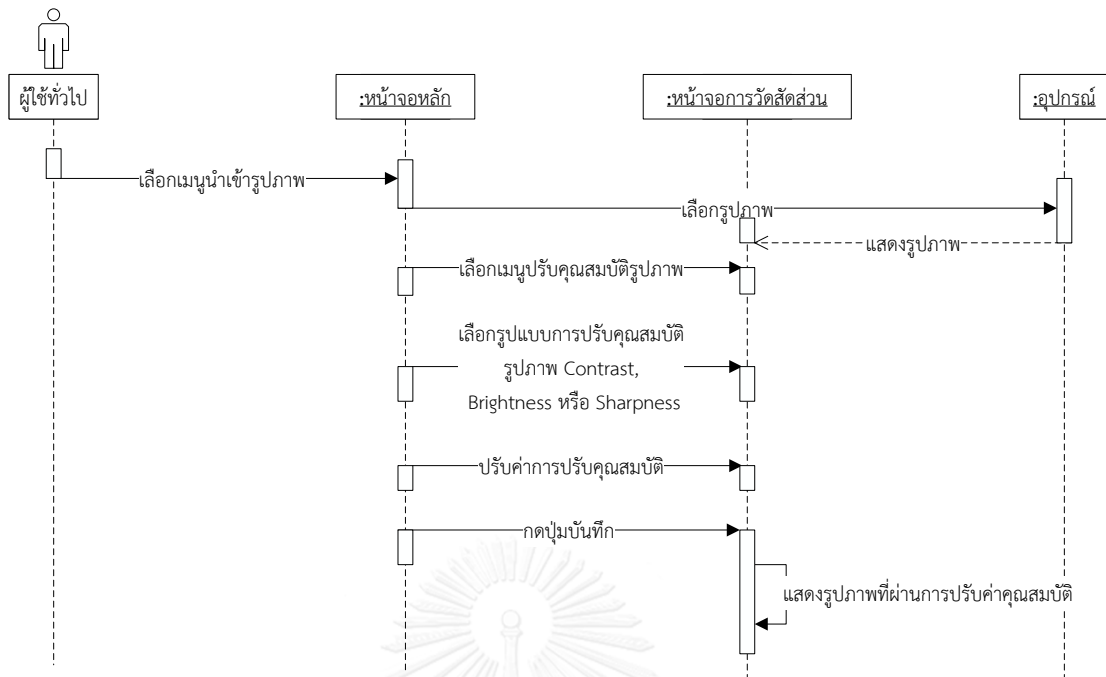 ผู้ใช้ทั่วไป
:หน้าจอหลัก
:หน้าจอการวัดสัดส่วน
:อุปกรณ์
เลือกเมนูนำเข้ารูปภาพ
เลือกรูปภาพ
แสดงรูปภาพ
เลือกเมนูปรับคุณสมบัติรูปภาพ
เลือกรูปแบบการปรับคุณสมบัติ
รูปภาพ Contrast,
Brightness หรือ Sharpness
ปรับค่าการปรับคุณสมบัติ
กดปุ่มบันทึก
แสดงรูปภาพที่ผ่านการปรับค่าคุณสมบัติ